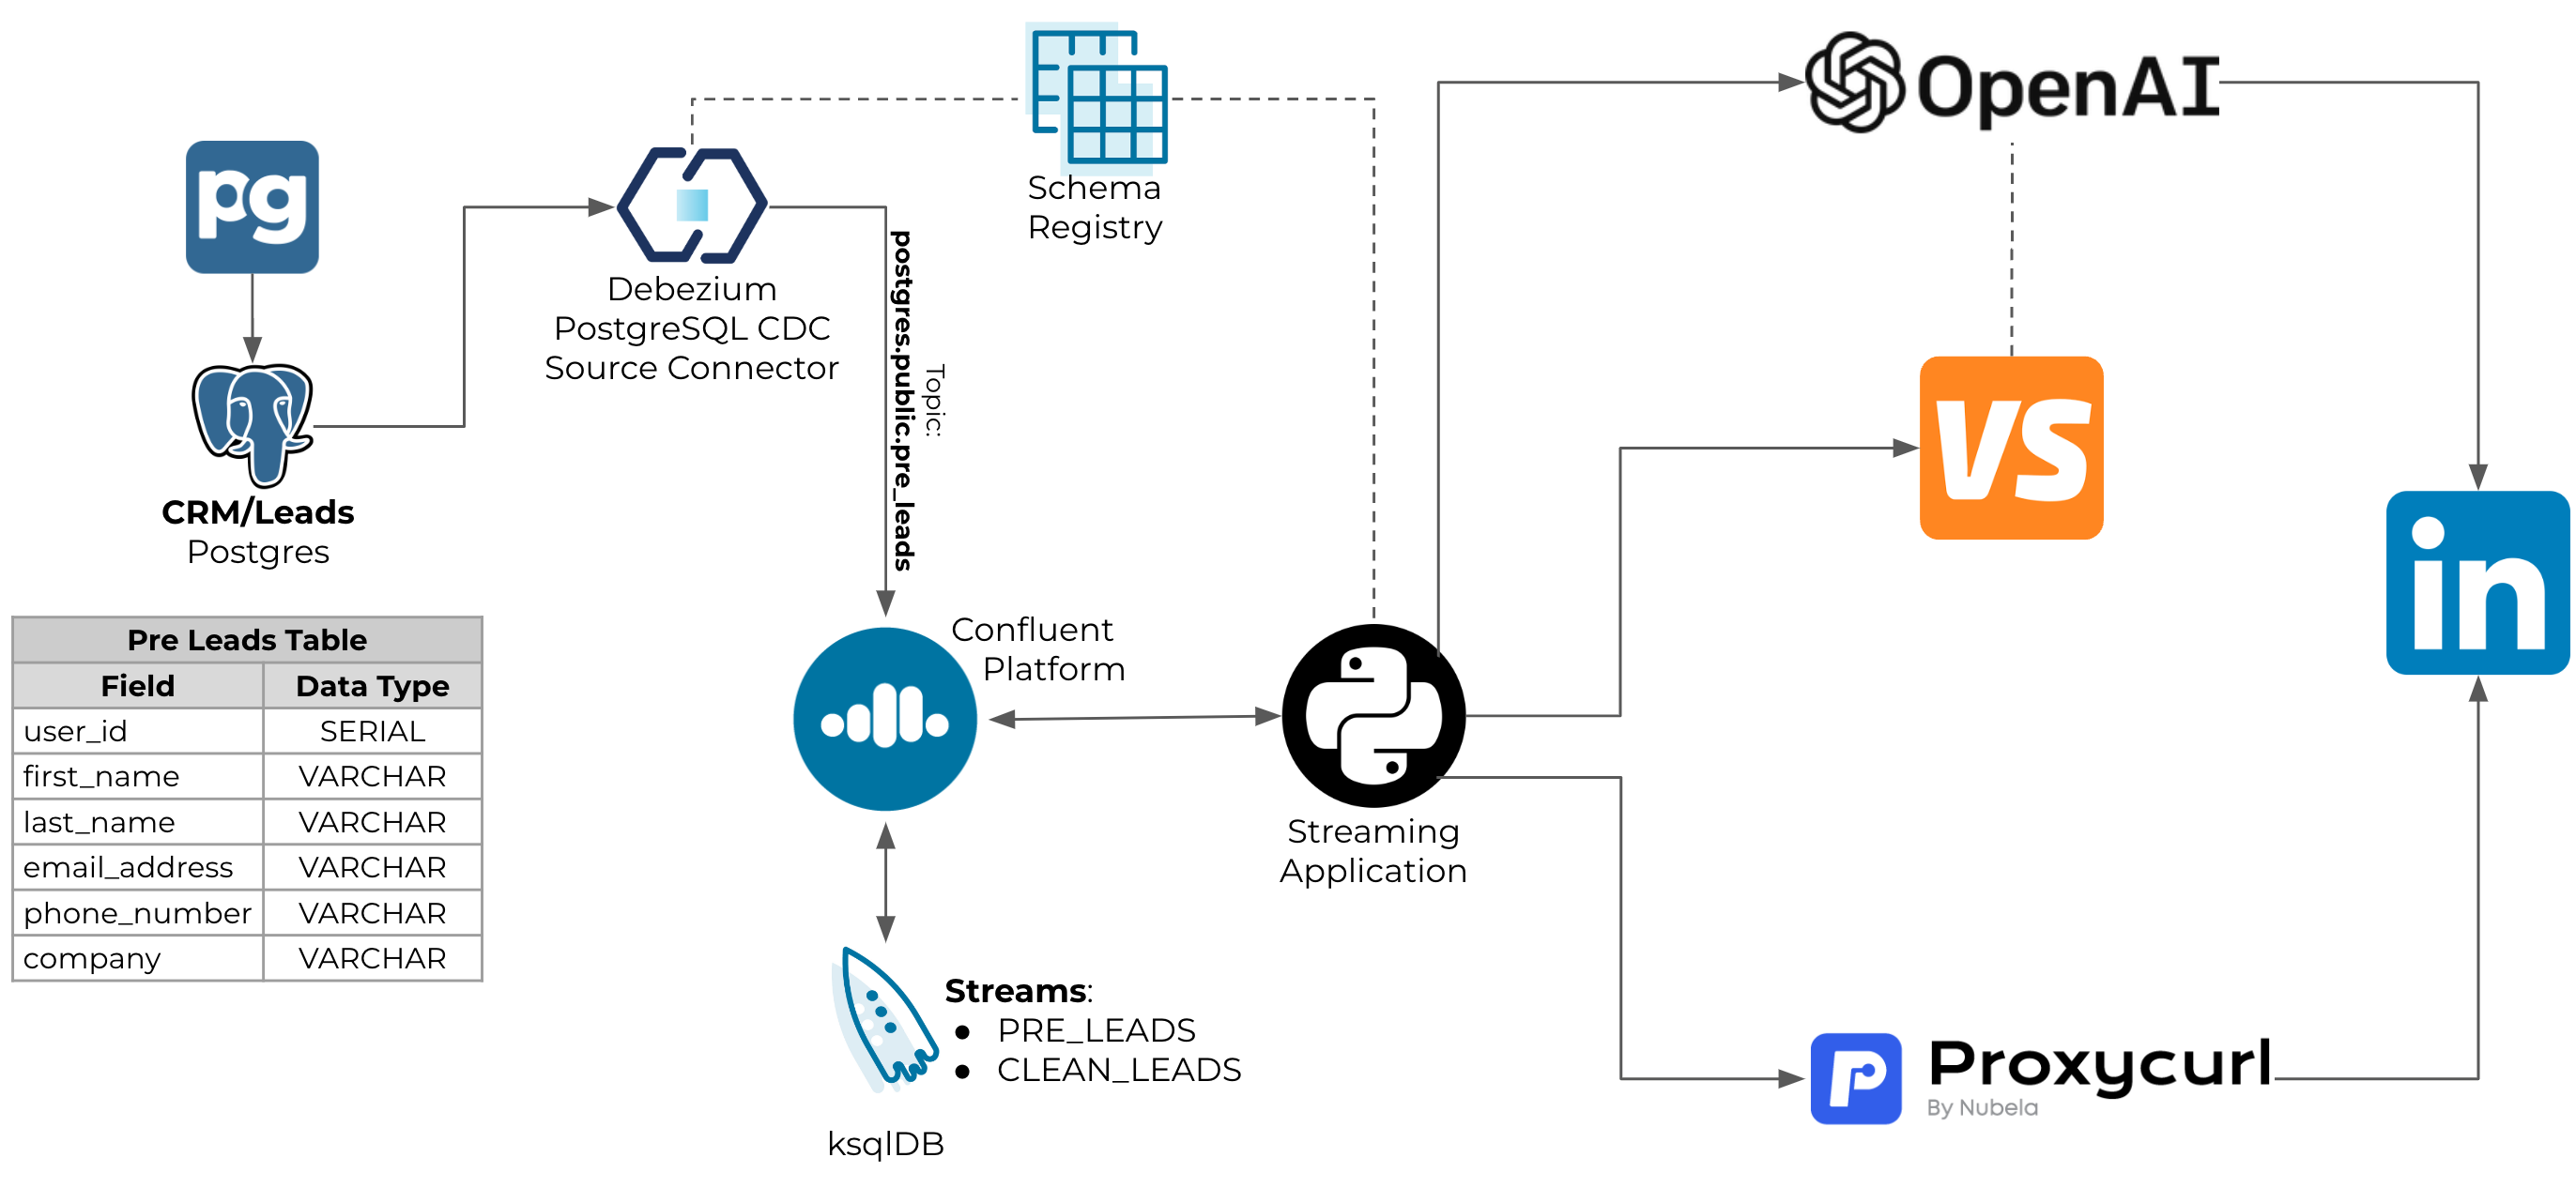 pg
CRM/Leads
Postgres
Pre Leads Table
Field Data Type
user_id SERIAL
first_name VARCHAR
last_name VARCHAR
email_address VARCHAR
phone_number VARCHAR
company VARCHAR
Debezium
PostgreSQL CDC
Source Connector
Schema
Registry
Topic:
postgres.public.pre_leads
Confluent
Platform
Streams:
● PRE_LEADS
● CLEAN_LEADS
ksqlDB
Streaming
Application
OpenAI
VS
in
Proxycurl
By Nubela